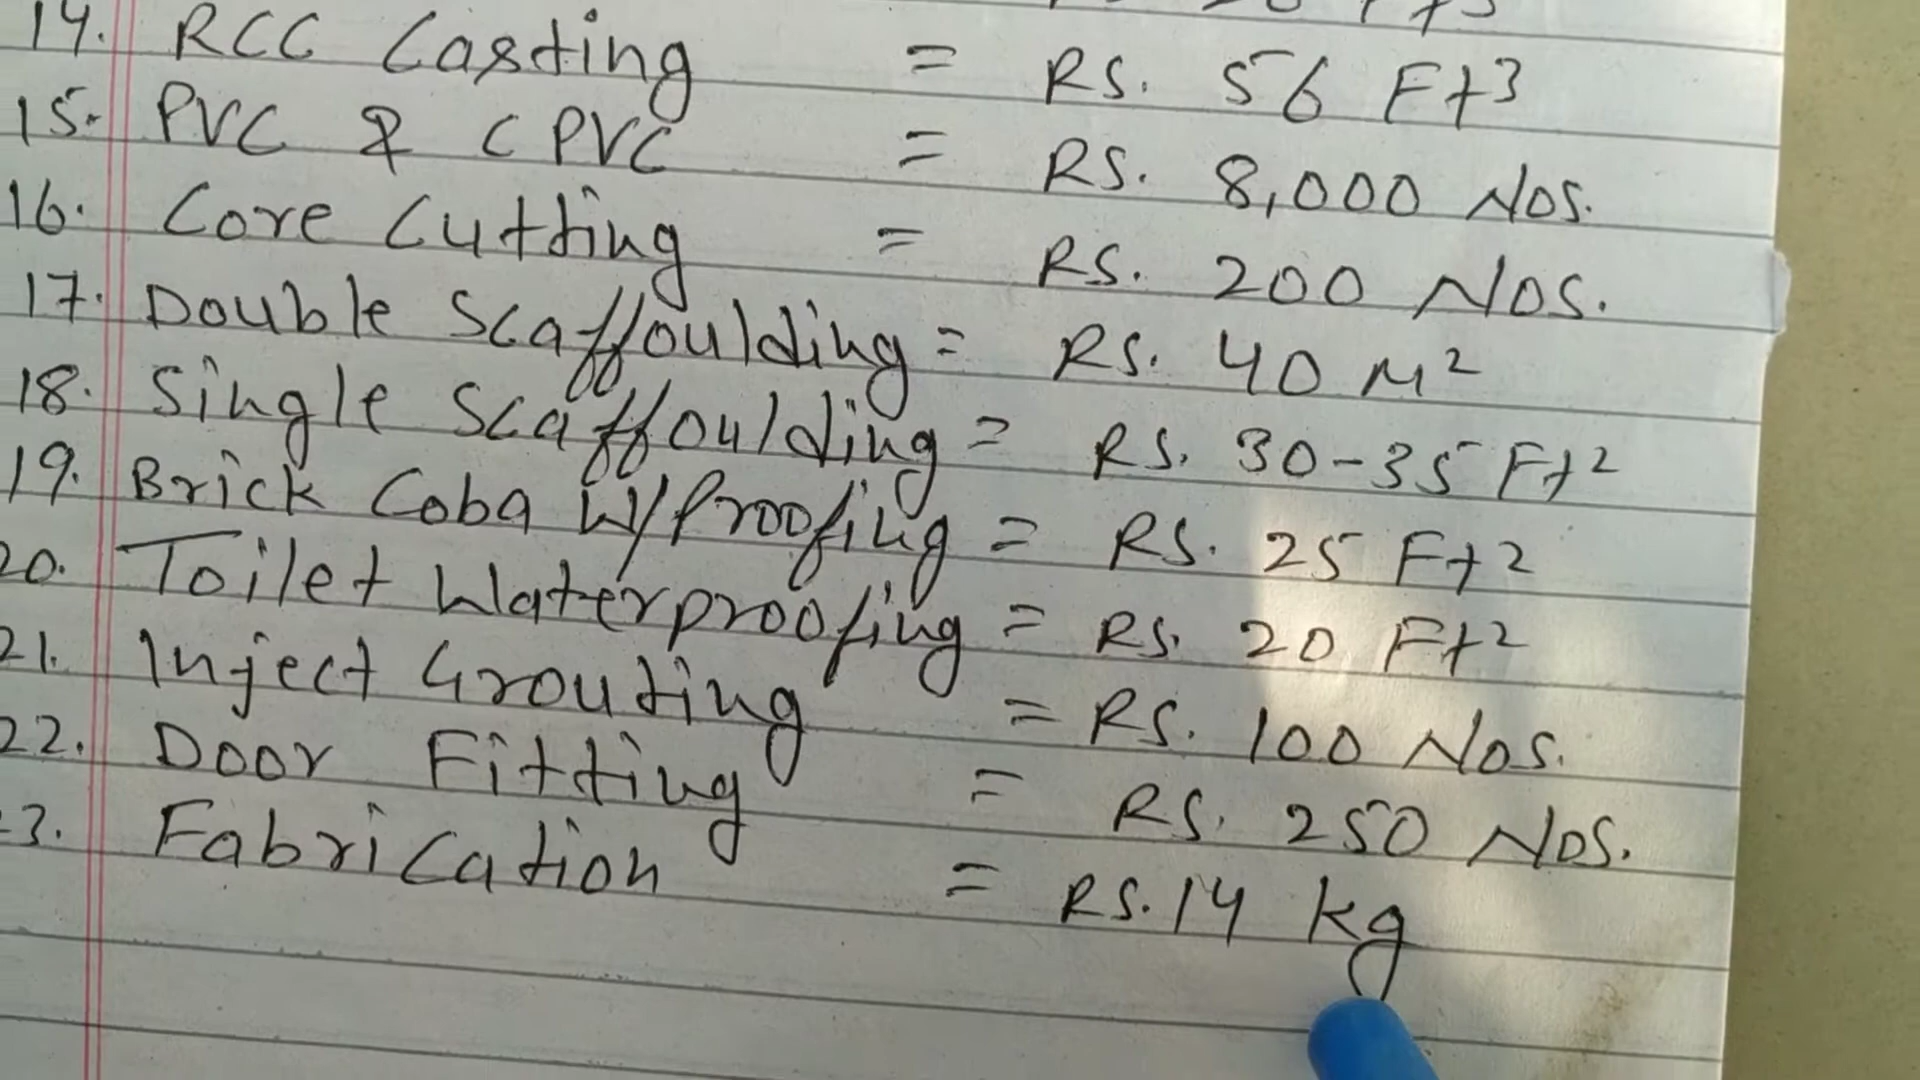 14. RCC Casting = RS. 56 Ft3
15. PVC & CPVC = RS. 8,000 Nos.
16. Core Cutting = RS. 200 Nos.
17. Double Scaffoulding = RS. 40 M2
18. Single Scaffoulding = RS. 30-35 Ft2
19. Brick Coba W/Proofing = RS. 25 Ft2
20. Toilet Waterproofing = RS. 20 Ft2
21. Inject Grouting = RS. 100 Nos.
22. Door Fitting = RS. 250 Nos.
23. Fabrication = RS. 14 kg